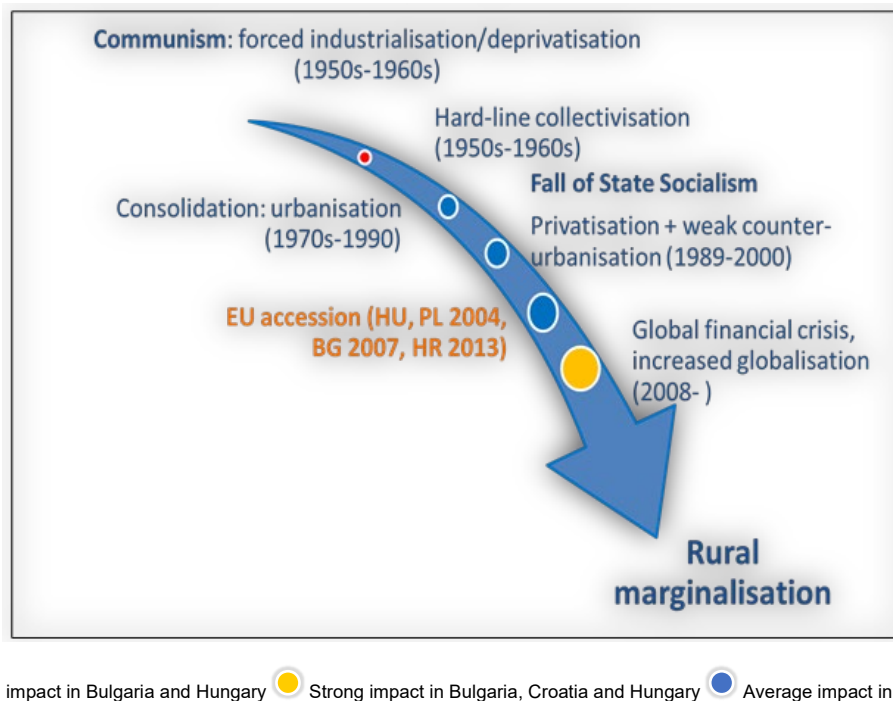 Communism: forced industrialisation/deprivatisation
(1950s-1960s)
Hard-line collectivisation
(1950s-1960s)
Fall of State Socialism
Consolidation: urbanisation
(1970s-1990)
Privatisation + weak counter-
urbanisation (1989-2000)
EU accession (HU, PL 2004,
BG 2007, HR 2013)
Global financial crisis,
increased globalisation
(2008- )
Rural
marginalisation
impact in Bulgaria and Hungary Strong impact in Bulgaria, Croatia and Hungary Average impact in